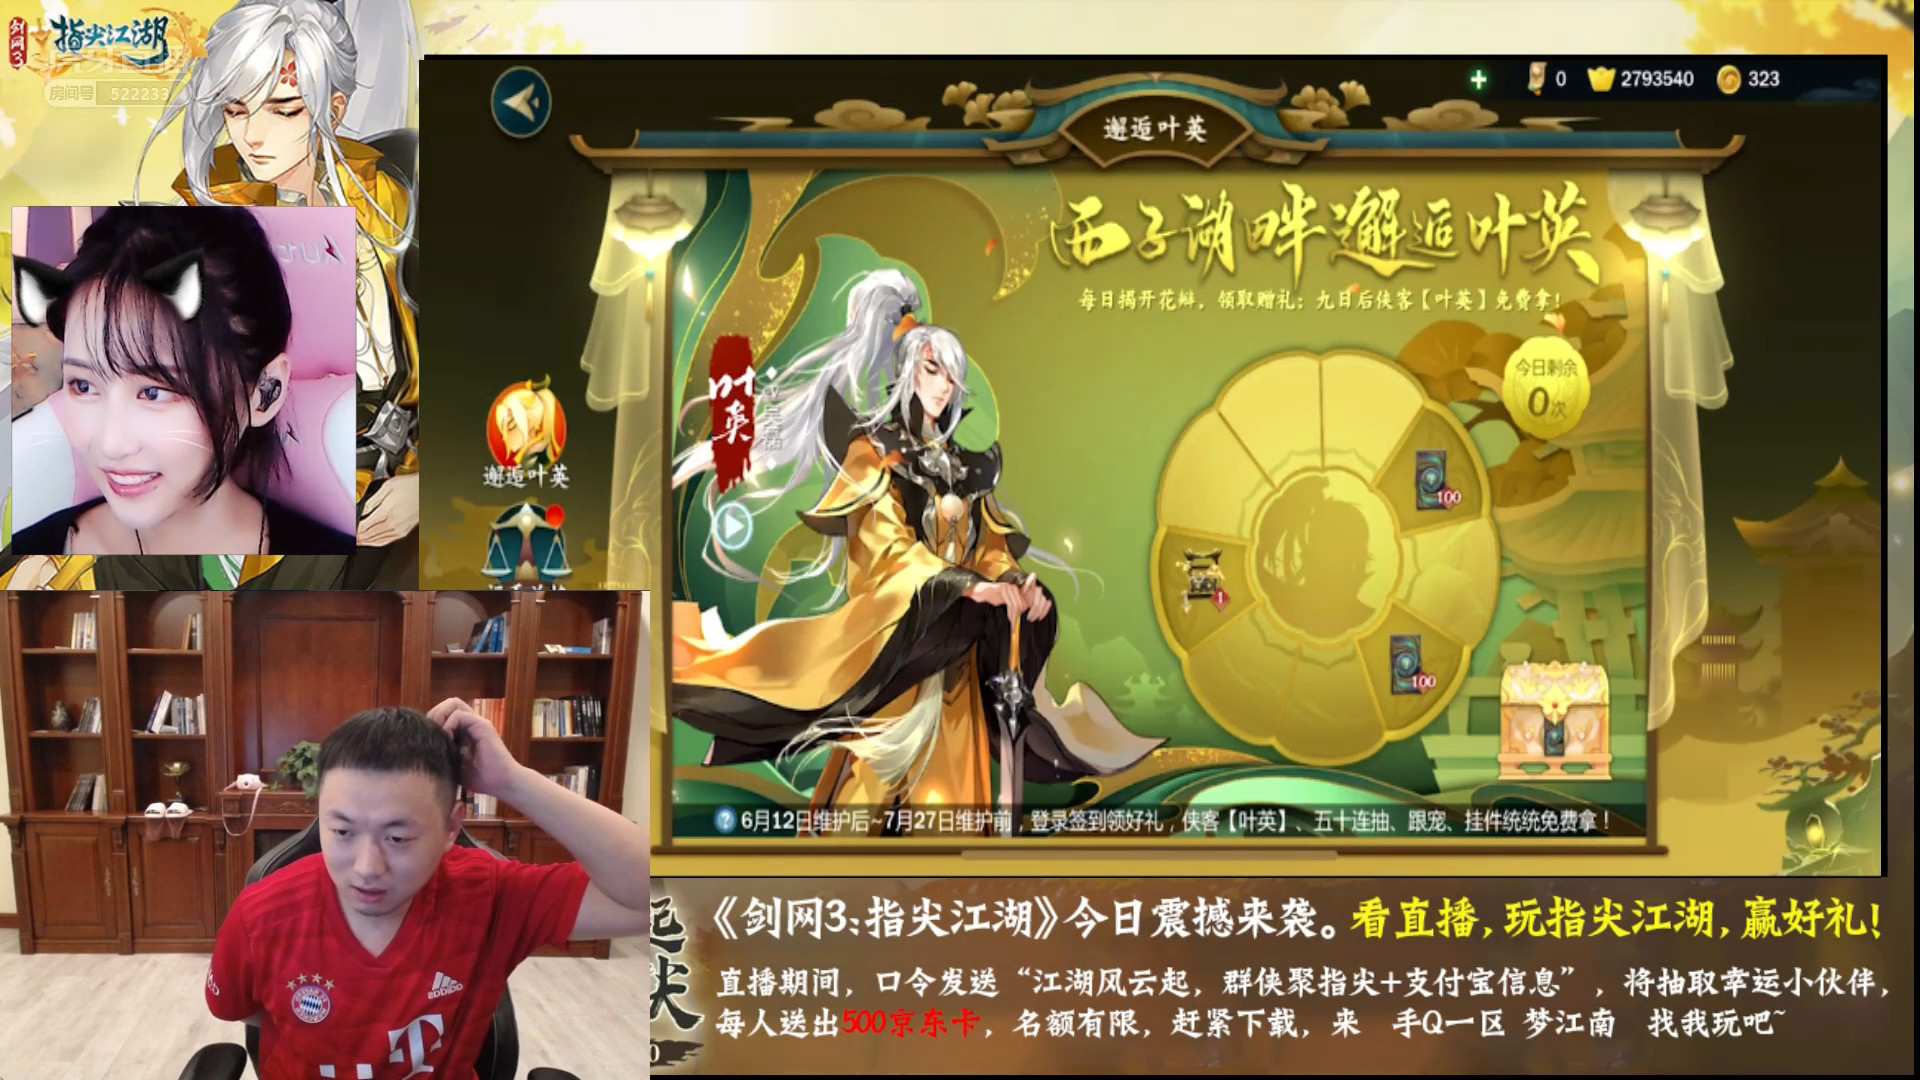 剑网3
指尖江湖
虎牙直播
房间号 522233
0
2793540
323
邂逅叶英
西子湖畔邂逅叶英
每日揭开花瓣，领取赠礼；九日后侠客【叶英】免费拿！
今日剩余
0次
叶英
邂逅叶英
100
1
100
6月12日维护后~7月27日维护前，登录签到领好礼，侠客【叶英】、五十连抽、跟宠、挂件统统免费拿！
《剑网3:指尖江湖》今日震撼来袭。看直播,玩指尖江湖,赢好礼!
直播期间，口令发送“江湖风云起，群侠聚指尖+支付宝信息”，将抽取幸运小伙伴，
每人送出500京东卡，名额有限，赶紧下载，来 手Q一区 梦江南 找我玩吧~
adidas
T